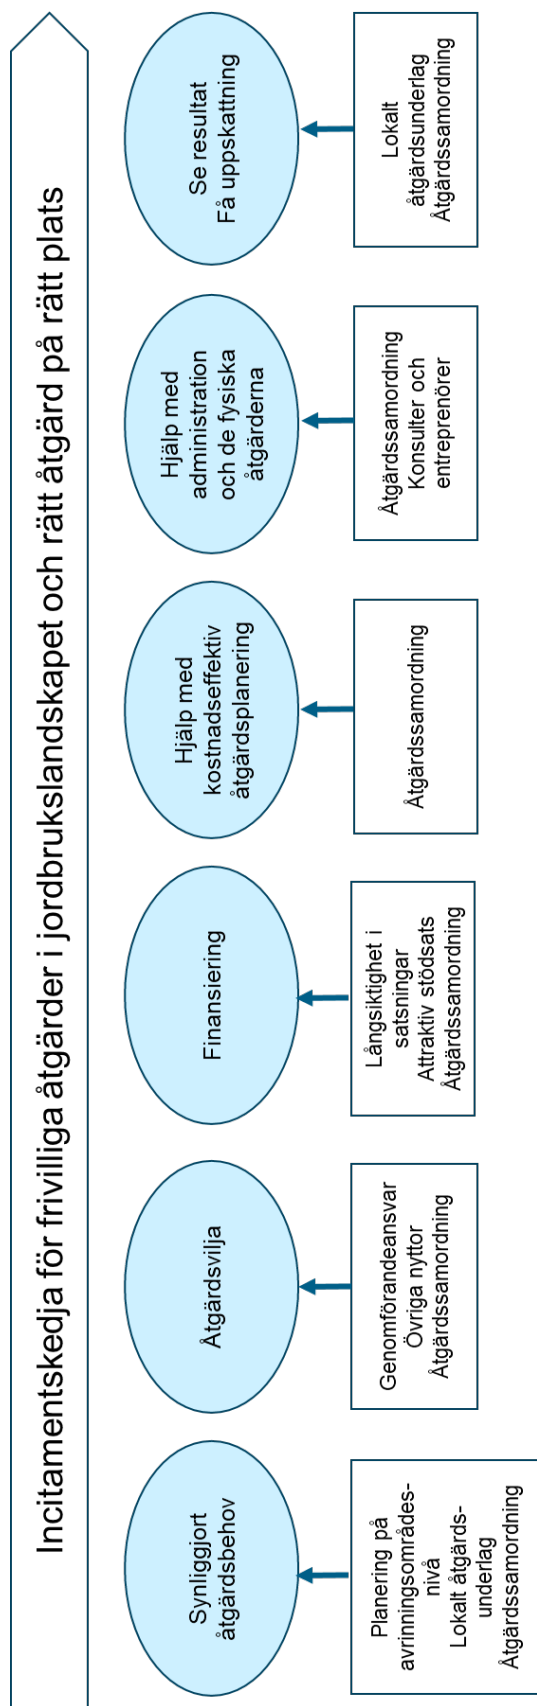 Incitamentskedja för frivilliga åtgärder i jordbrukslandskapet och rätt åtgärd på rätt plats
Synliggjort
åtgärdsbehov
Åtgärdsvilja
Finansiering
Hjälp med
kostnadseffektiv
åtgärdsplanering
Hjälp med
administration
och de fysiska
åtgärderna
Se resultat
Få uppskattning
Planering på
avrinningsområdes-
nivå
Lokalt åtgärds-
underlag
Åtgärdssamordning
Genomförandeansvar
Övriga nyttor
Åtgärdssamordning
Långsiktighet i
satsningar
Attraktiv stödsats
Åtgärdssamordning
Åtgärdssamordning
Åtgärdssamordning
Konsulter och
entreprenörer
Lokalt
åtgärdsunderlag
Åtgärdssamordning